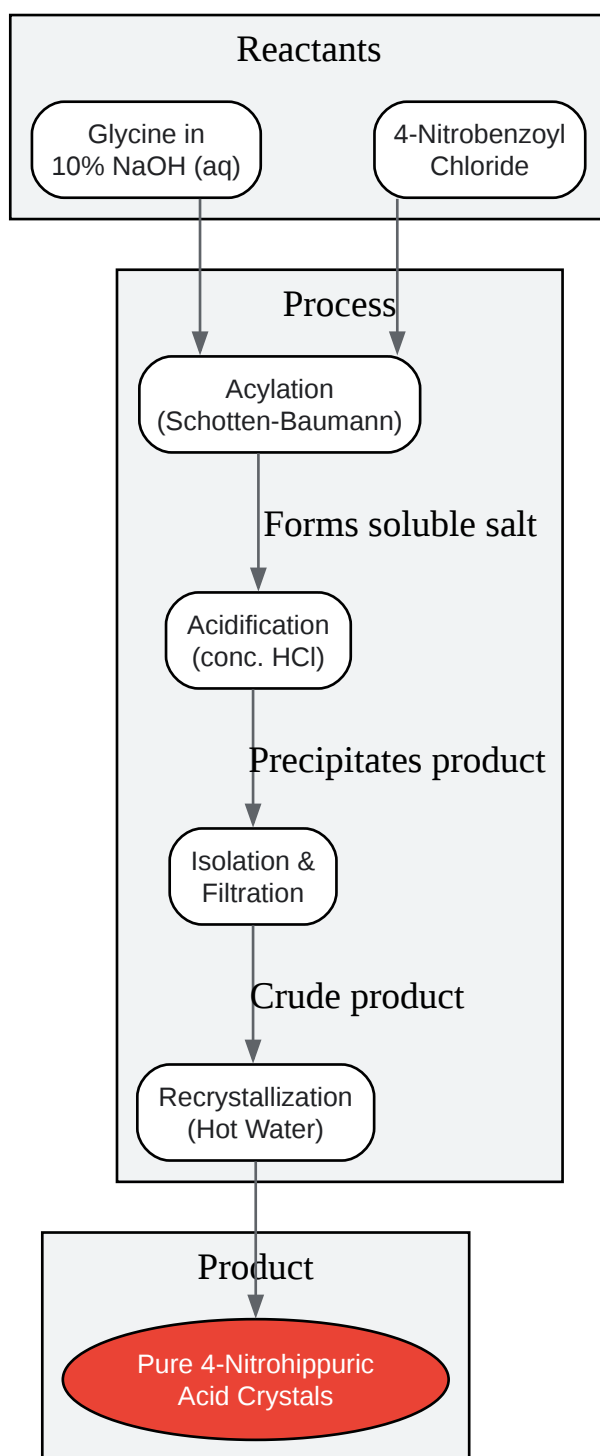 Reactants
Glycine in
10% NaOH (aq)
4-Nitrobenzoyl
Chloride
Process
Acylation
(Schotten-Baumann)
Forms soluble salt
Acidification
(conc. HCl)
Precipitates product
Isolation &
Filtration
Crude product
Recrystallization
(Hot Water)
Product
Pure 4-Nitrohippuric
Acid Crystals